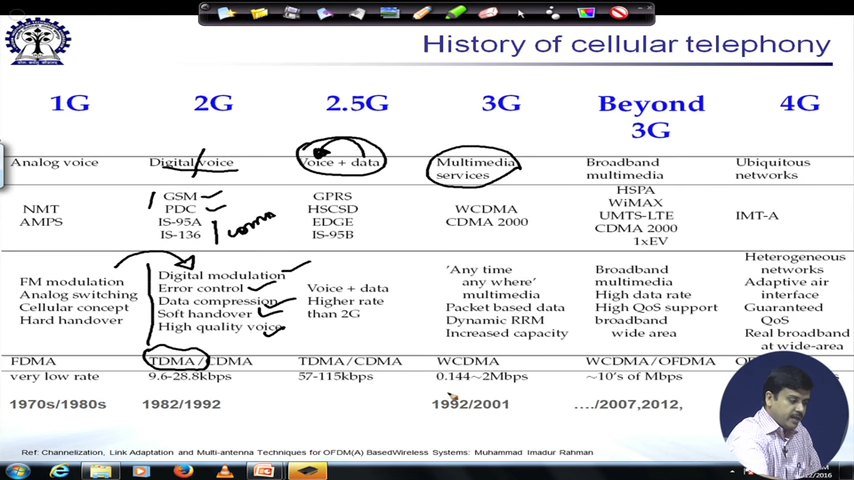 History of cellular telephony
1G 2G 2.5G 3G Beyond 3G 4G
Analog voice Digital voice Voice + data Multimedia services Broadband multimedia Ubiquitous networks
NMT
AMPS
GSM
PDC
IS-95A
IS-136
CDMA
GPRS
HSCSD
EDGE
IS-95B
WCDMA
CDMA 2000
HSPA
WiMAX
UMTS-LTE
CDMA 2000
1xEV
IMT-A
FM modulation
Analog switching
Cellular concept
Hard handover
Digital modulation
Error control
Data compression
Soft handover
High quality voice
Voice + data
Higher rate
than 2G
'Any time
any where'
multimedia
Packet based data
Dynamic RRM
Increased capacity
Broadband
multimedia
High data rate
High QoS support
broadband
wide area
Heterogeneous
networks
Adaptive air
interface
Guaranteed
QoS
Real broadband
at wide-area
FDMA TDMA/CDMA TDMA/CDMA WCDMA WCDMA/OFDMA
very low rate 9.6-28.8kbps 57-115kbps 0.144~2Mbps ~10's of Mbps
1970s/1980s 1982/1992 1992/2001 ..../2007,2012,
Ref: Channelization, Link Adaptation and Multi-antenna Techniques for OFDM(A) BasedWireless Systems: Muhammad Imadur Rahman